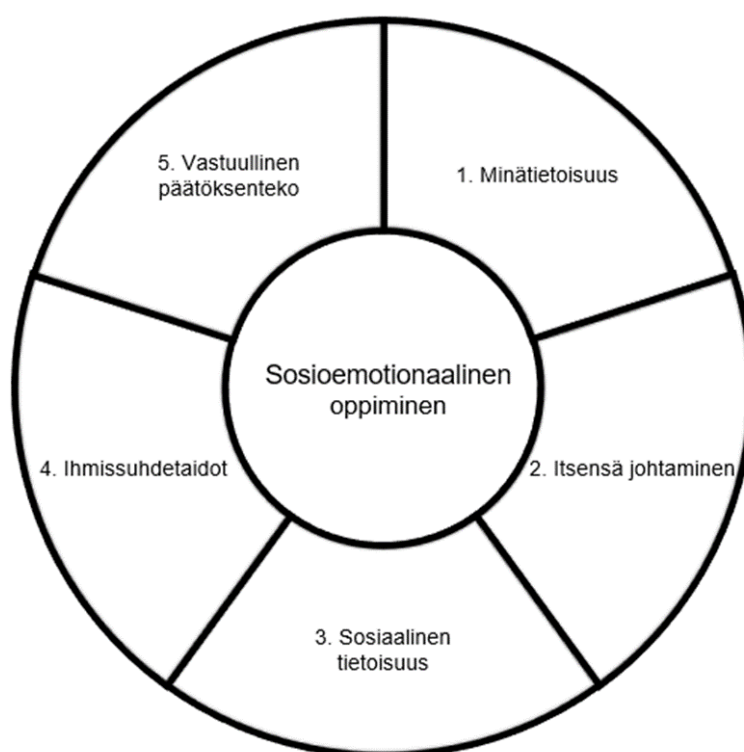 5. Vastuullinen
päätöksenteko
1. Minätietoisuus
Sosioemotionaalinen
oppiminen
4. Ihmissuhdetaidot
2. Itsensä johtaminen
3. Sosiaalinen
tietoisuus